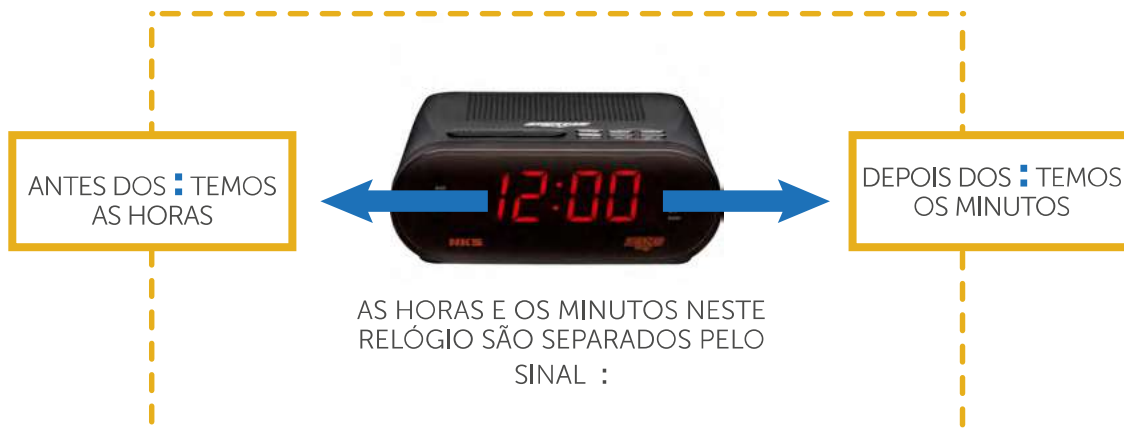 ANTES DOS : TEMOS
AS HORAS
12:00
NKS
DEPOIS DOS : TEMOS
OS MINUTOS
AS HORAS E OS MINUTOS NESTE
RELÓGIO SÃO SEPARADOS PELO
SINAL :